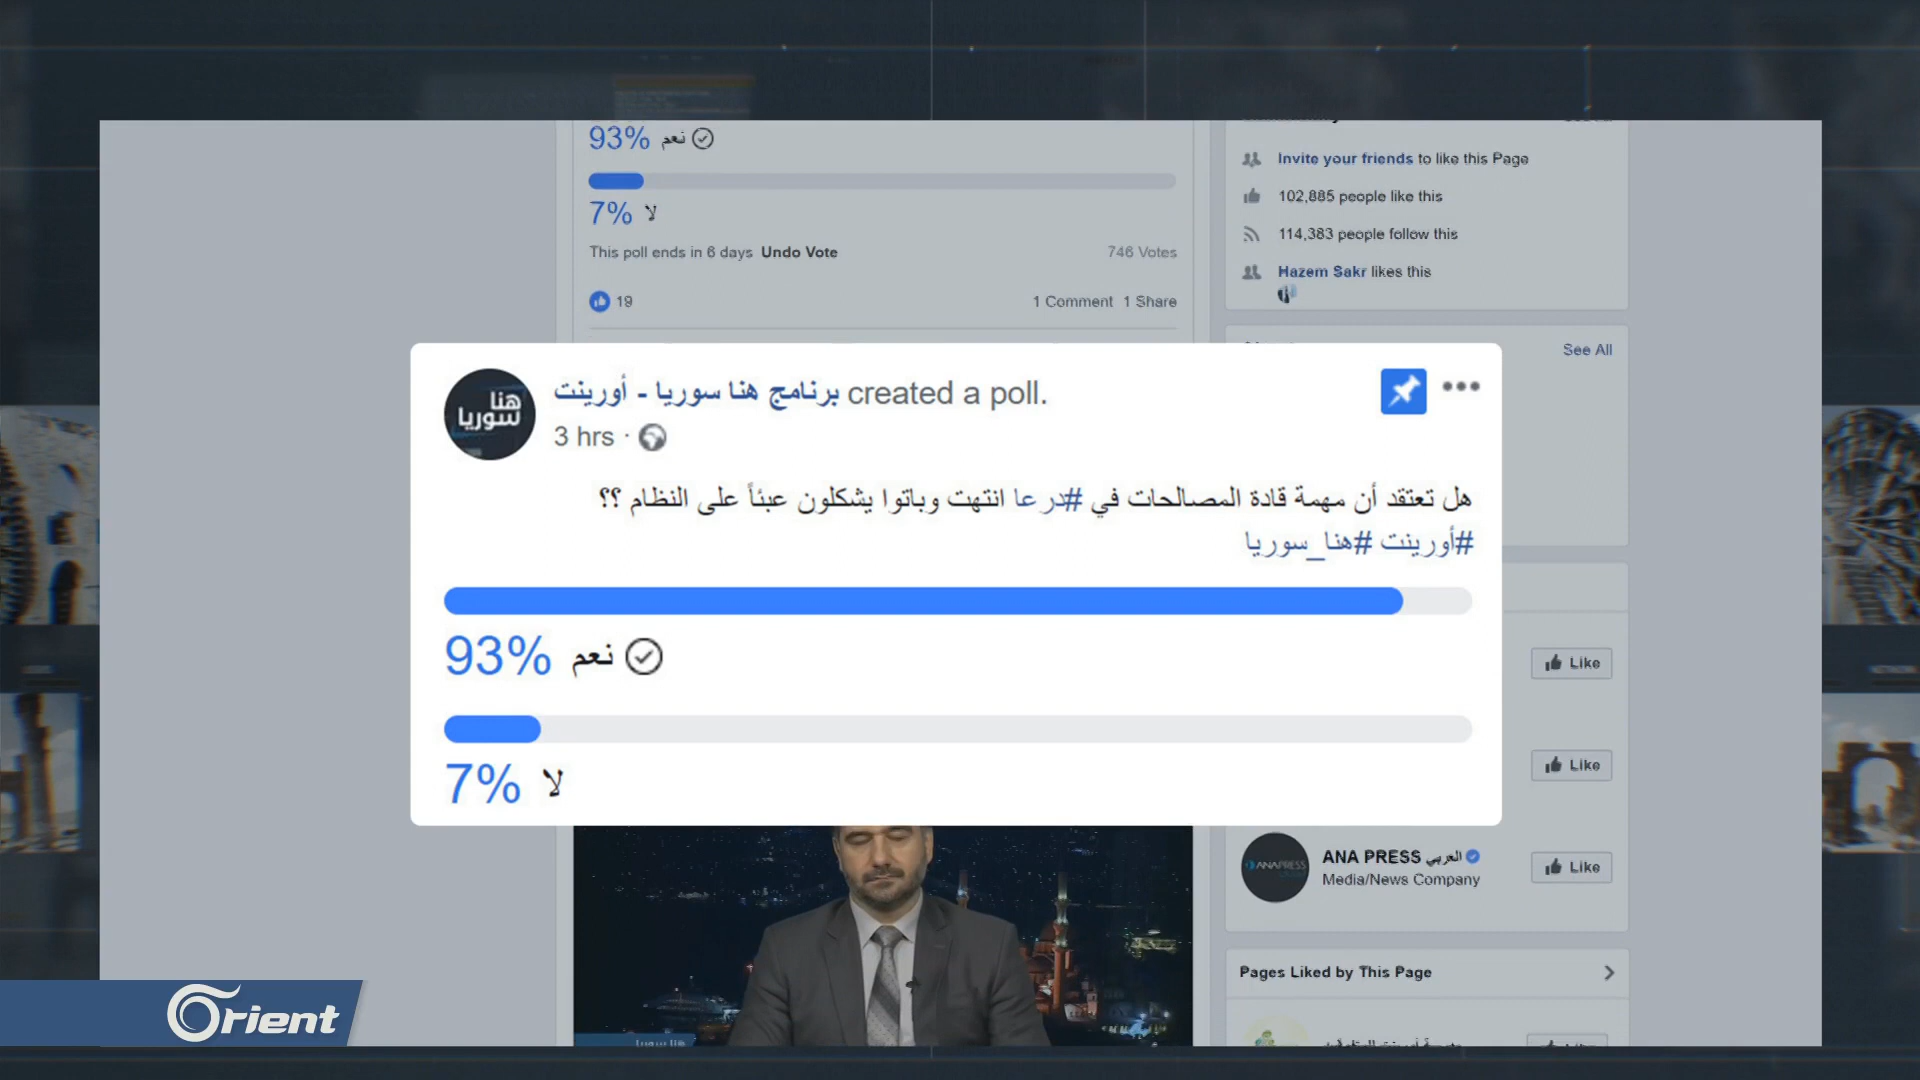 93% نعم
7% لا
This poll ends in 6 days Undo Vote
746 Votes
19
1 Comment 1 Share
Invite your friends to like this Page
102,885 people like this
114,383 people follow this
Hazem Sakr likes this
See All
هنا سوريا
برنامج هنا سوريا - أورينت created a poll.
3 hrs ·
هل تعتقد أن مهمة قادة المصالحات في #درعا انتهت وباتوا يشكلون عبئاً على النظام ؟؟
#أورينت #هنا_سوريا
93% نعم
7% لا
Like
Like
ANAPRESS
ANA PRESS العربي
Media/News Company
Like
Pages Liked by This Page
Orient